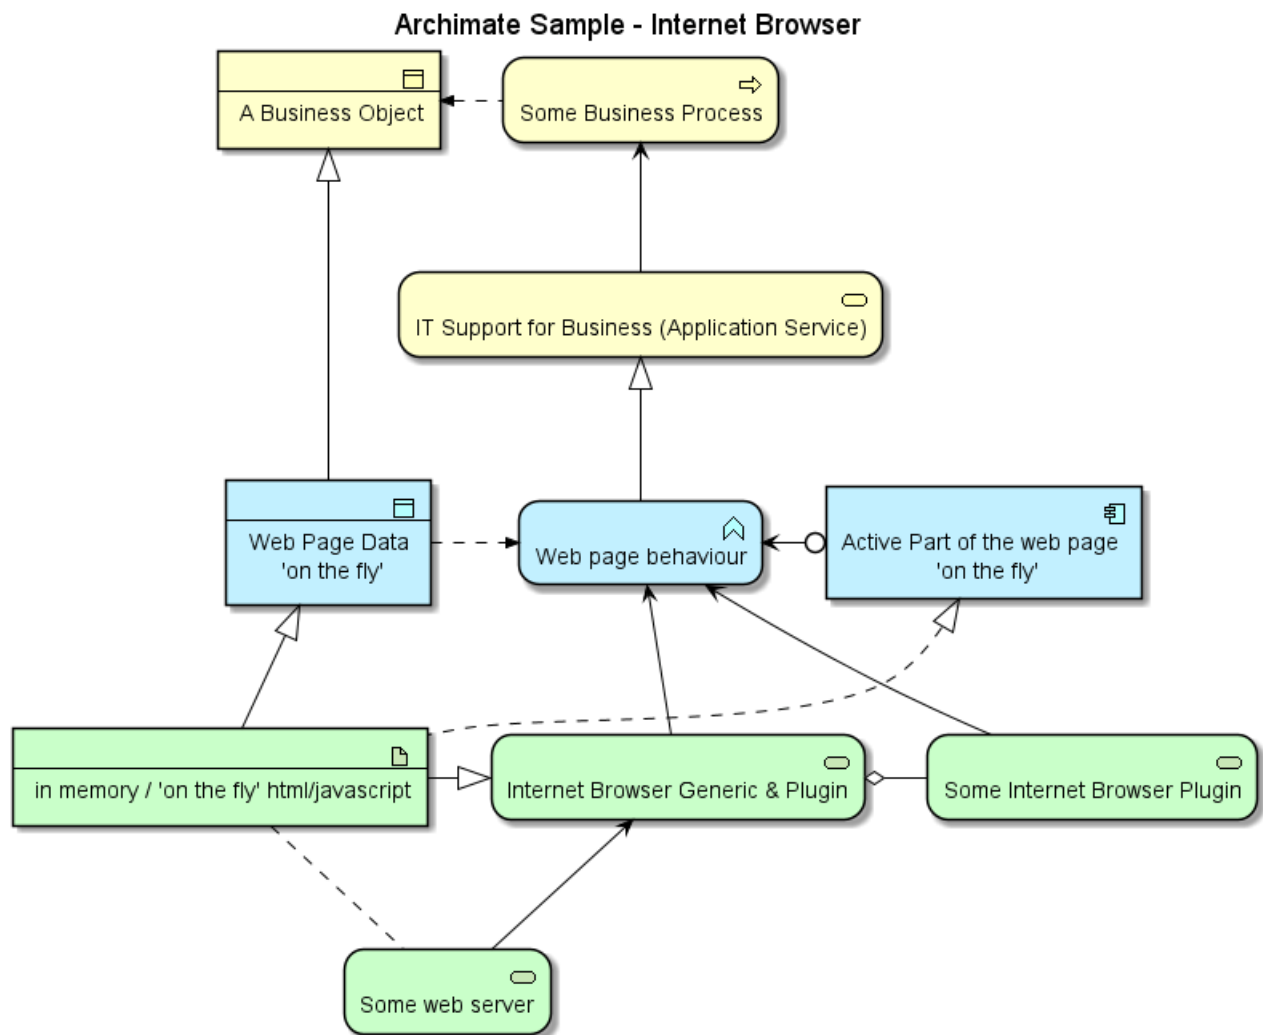 Archimate Sample - Internet Browser
A Business Object
Some Business Process
IT Support for Business (Application Service)
Web Page Data
'on the fly'
Web page behaviour
Active Part of the web page
'on the fly'
in memory / 'on the fly' html/javascript
Internet Browser Generic & Plugin
Some Internet Browser Plugin
Some web server